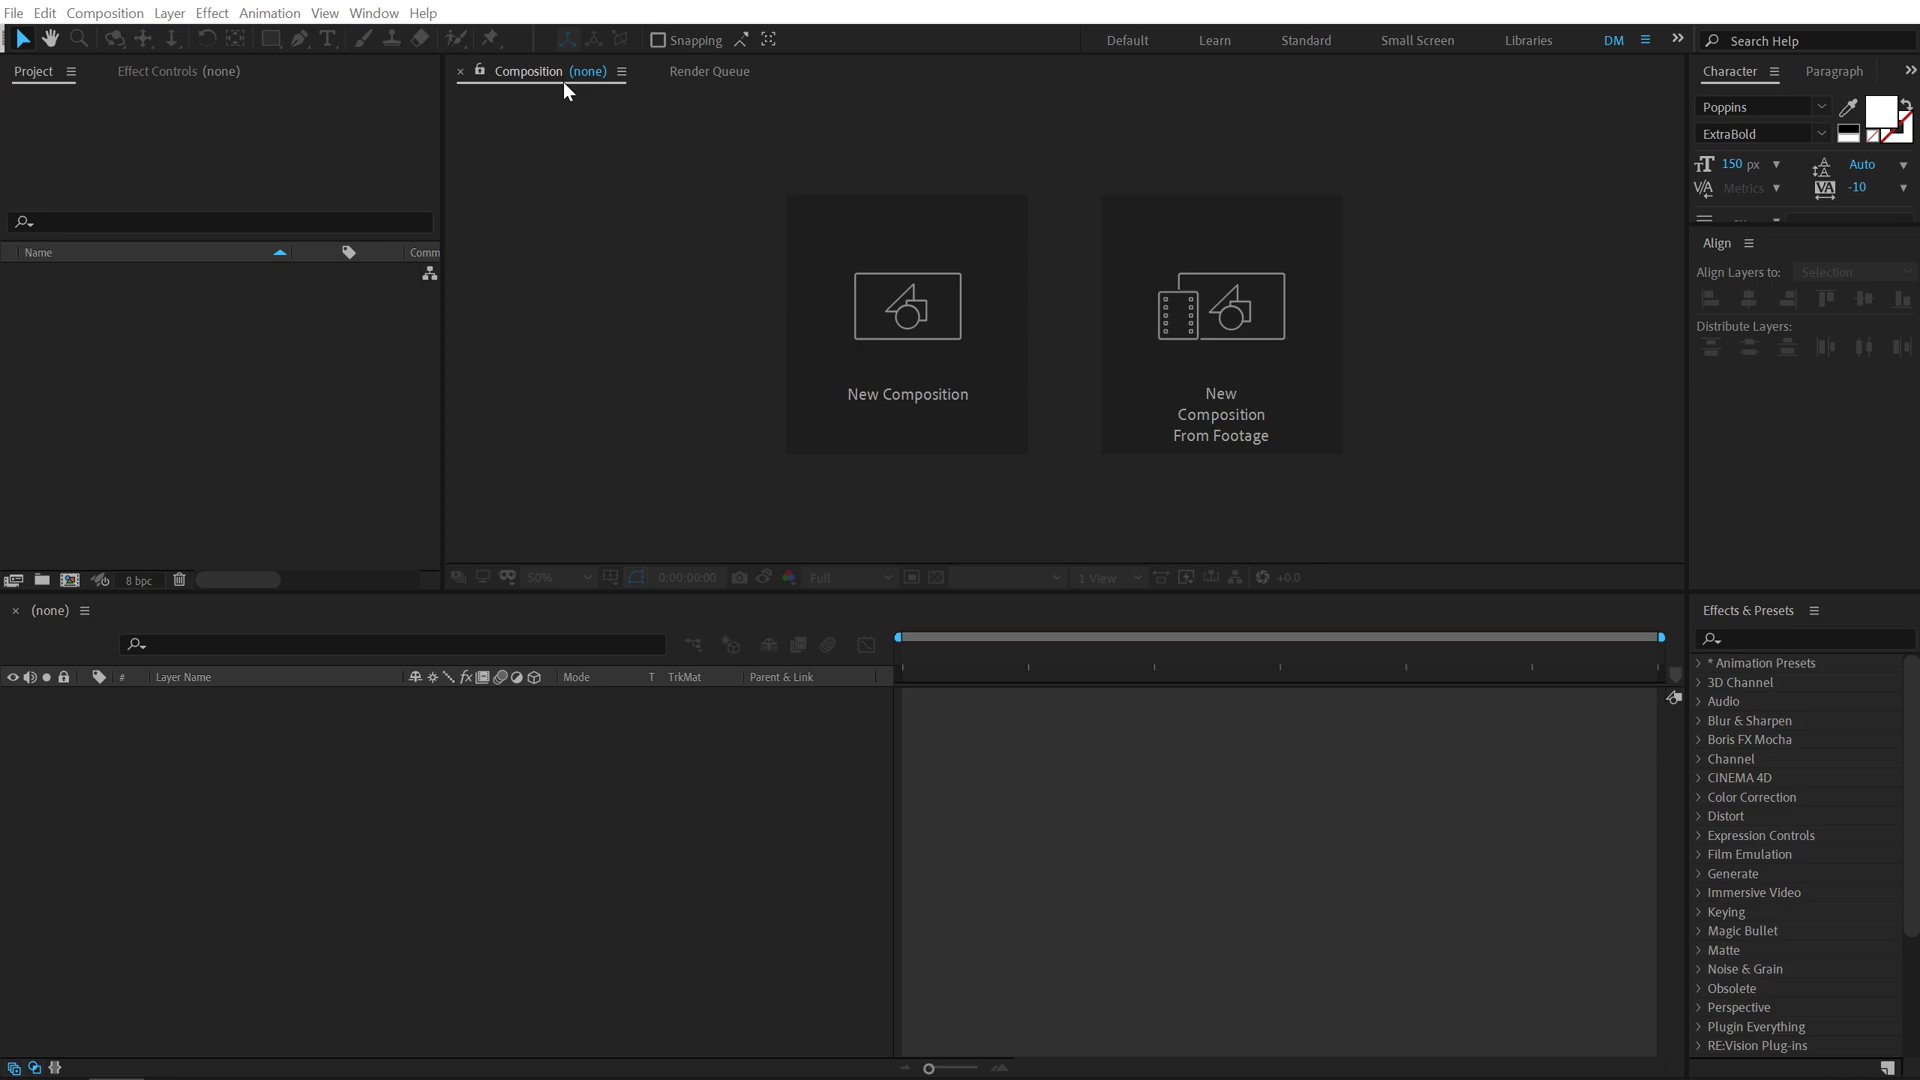 File Edit Composition Layer Effect Animation View Window Help
Snapping
Default Learn Standard Small Screen Libraries DM Search Help
Project Effect Controls (none)
Composition (none) Render Queue
Character Paragraph
Poppins
ExtraBold
150 px Auto
Metrics -10
Align
Align Layers to: Selection
Distribute Layers:
Name Comm
New Composition
New
Composition
From Footage
8 bpc
50% 0:00:00:00 Full 1 View +0.0
(none)
# Layer Name Mode T TrkMat Parent & Link
Effects & Presets
* Animation Presets
3D Channel
Audio
Blur & Sharpen
Boris FX Mocha
Channel
CINEMA 4D
Color Correction
Distort
Expression Controls
Film Emulation
Generate
Immersive Video
Keying
Magic Bullet
Matte
Noise & Grain
Obsolete
Perspective
Plugin Everything
RE:Vision Plug-ins